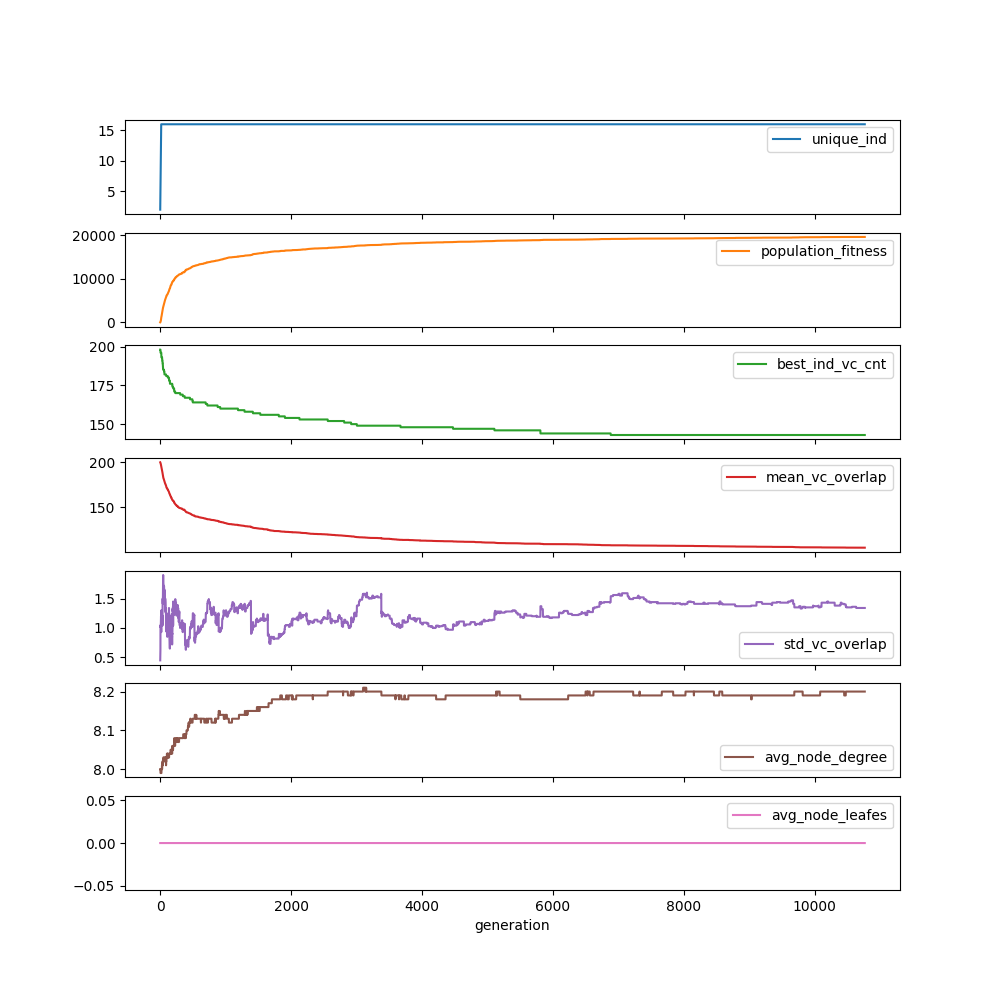 15
10
5
unique_ind
20000
10000
0
population_fitness
200
175
150
best_ind_vc_cnt
200
150
mean_vc_overlap
1.5
1.0
0.5
std_vc_overlap
8.2
8.1
8.0
avg_node_degree
0.05
0.00
−0.05
avg_node_leafes
0 2000 4000 6000 8000 10000
generation